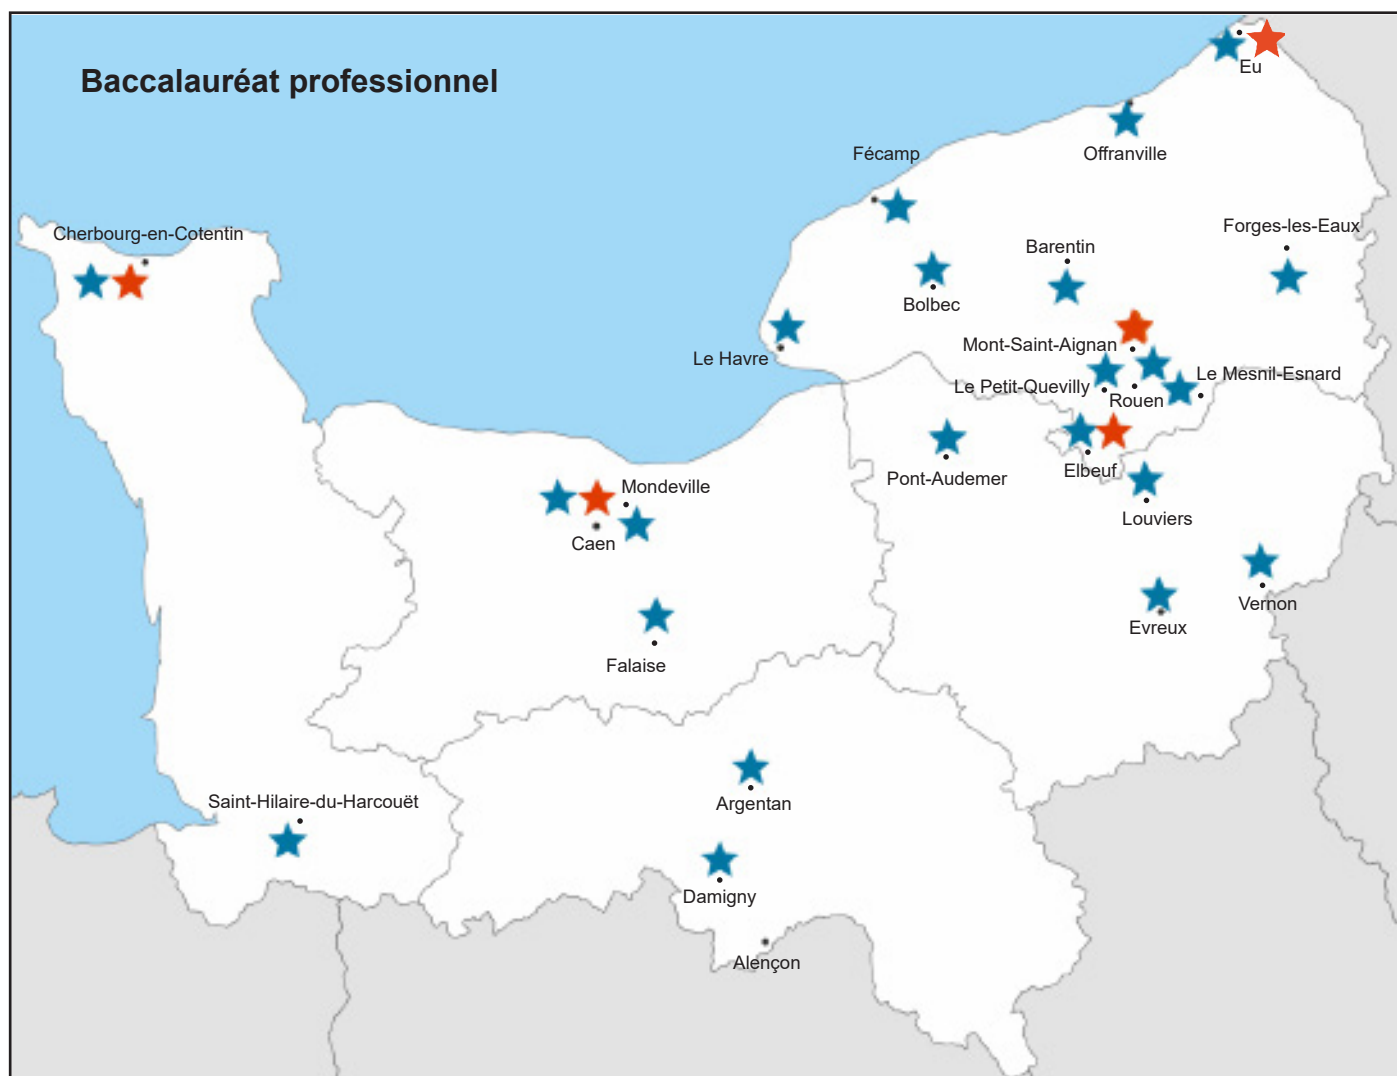 Baccalauréat professionnel
Eu
Offranville
Fécamp
Forges-les-Eaux
Cherbourg-en-Cotentin
Barentin
Bolbec
Mont-Saint-Aignan
Le Havre
Le Mesnil-Esnard
Le Petit-Quevilly
Rouen
Elbeuf
Pont-Audemer
Mondeville
Louviers
Caen
Vernon
Evreux
Falaise
Saint-Hilaire-du-Harcouët
Argentan
Damigny
Alençon